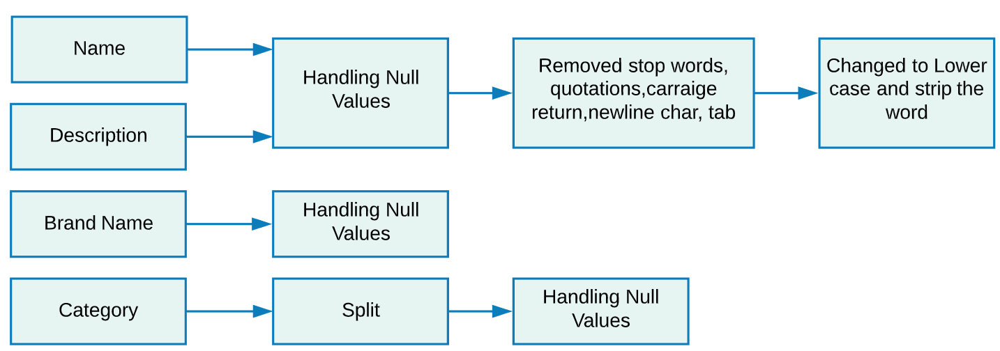 Name
Description
Handling Null
Values
Removed stop words,
quotations,carraige
return,newline char, tab
Changed to Lower
case and strip the
word
Brand Name
Handling Null
Values
Category
Split
Handling Null
Values